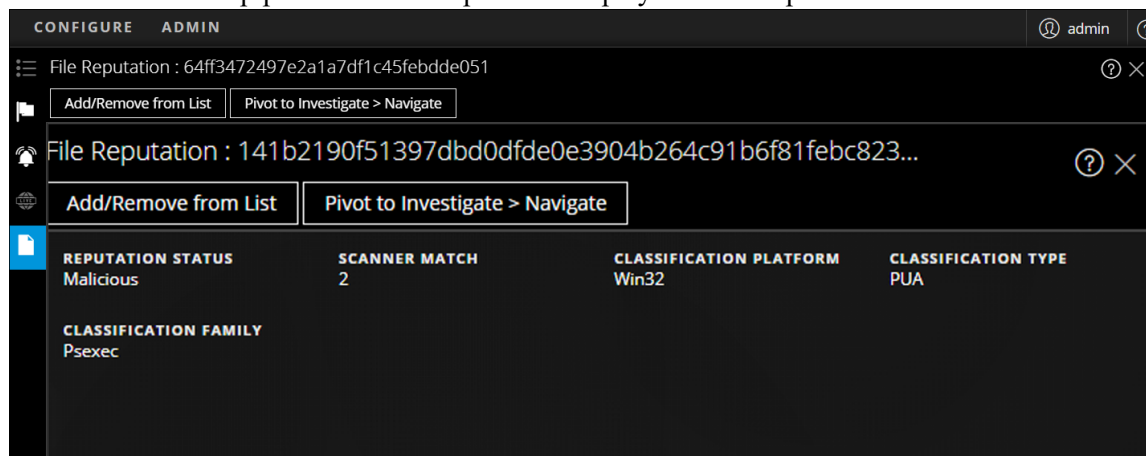 CONFIGURE ADMIN admin
File Reputation : 64ff3472497e2a1a7df1c45febdde051
Add/Remove from List Pivot to Investigate > Navigate
File Reputation : 141b2190f51397dbd0dfde0e3904b264c91b6f81febc823...
Add/Remove from List Pivot to Investigate > Navigate
REPUTATION STATUS SCANNER MATCH CLASSIFICATION PLATFORM CLASSIFICATION TYPE
Malicious 2 Win32 PUA
CLASSIFICATION FAMILY
Psexec